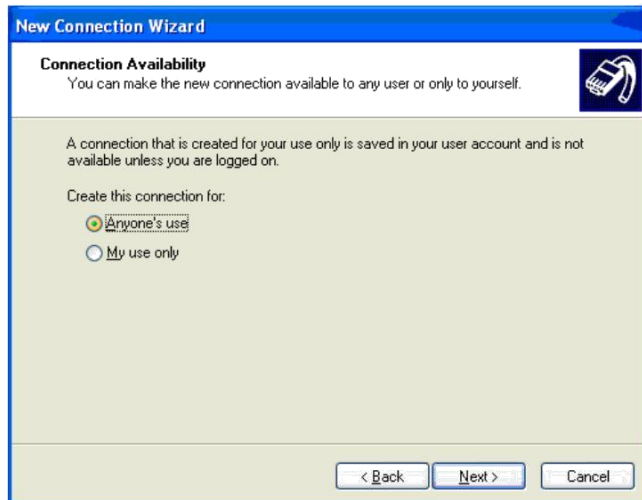 New Connection Wizard
Connection Availability
You can make the new connection available to any user or only to yourself.
A connection that is created for your use only is saved in your user account and is not
available unless you are logged on.
Create this connection for:
Anyone's use
My use only
< Back
Next >
Cancel